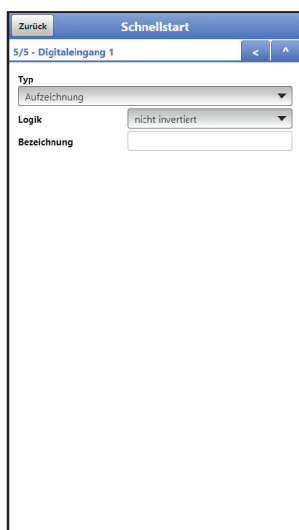 Zurück Schnellstart
5/5 - Digitaleingang 1 < ^
Typ
Aufzeichnung
Logik nicht invertiert
Bezeichnung